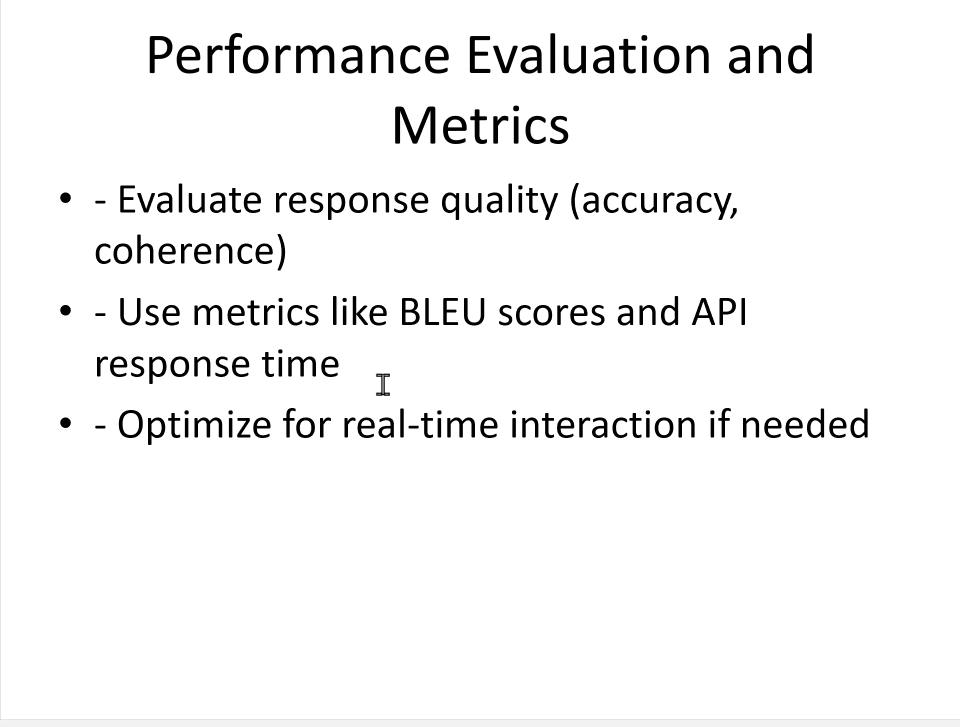 Performance Evaluation and
Metrics
• - Evaluate response quality (accuracy,
coherence)
• - Use metrics like BLEU scores and API
response time
• - Optimize for real-time interaction if needed